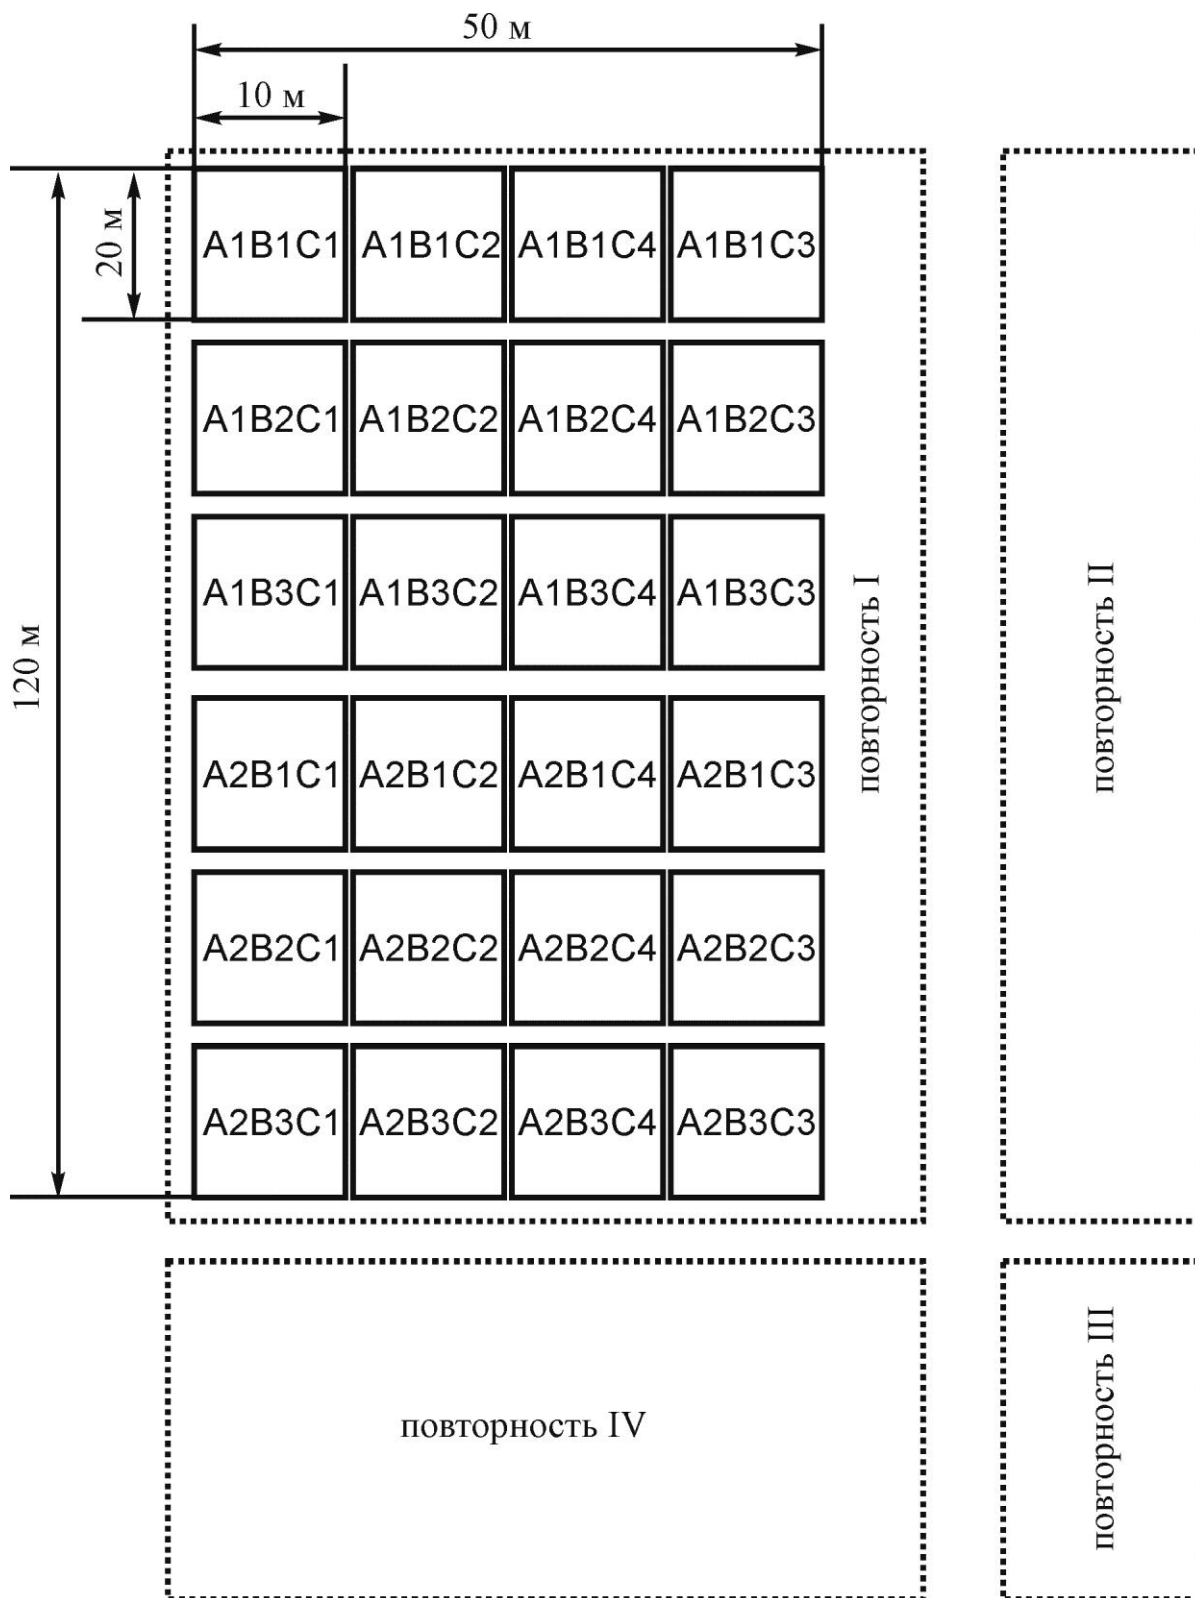 50 м
10 м
20 м
120 м
A1B1C1 A1B1C2 A1B1C4 A1B1C3
A1B2C1 A1B2C2 A1B2C4 A1B2C3
A1B3C1 A1B3C2 A1B3C4 A1B3C3
A2B1C1 A2B1C2 A2B1C4 A2B1C3
A2B2C1 A2B2C2 A2B2C4 A2B2C3
A2B3C1 A2B3C2 A2B3C4 A2B3C3
повторность I
повторность II
повторность IV
повторность III